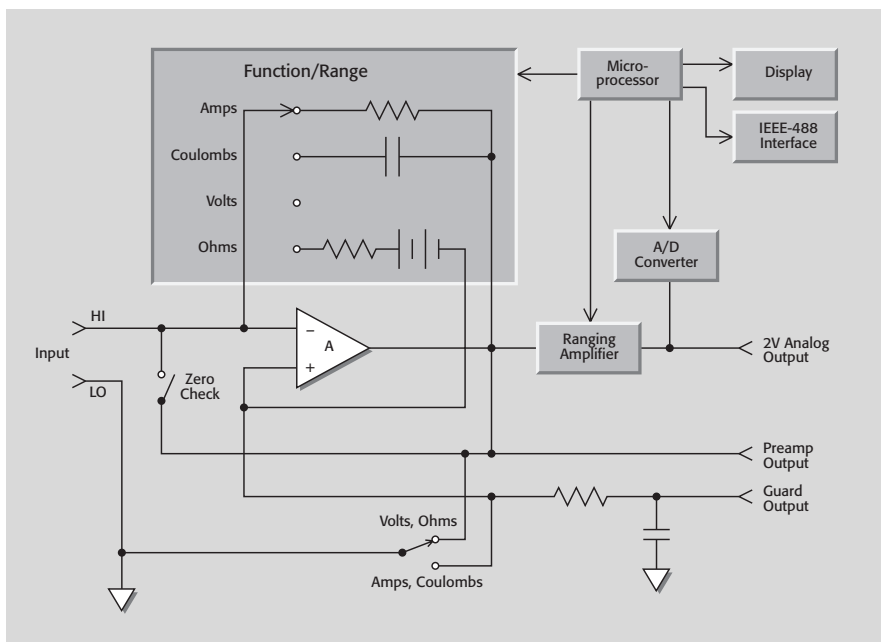 Function/Range
Amps
Coulombs
Volts
Ohms
Micro-
processor
Display
IEEE-488
Interface
A/D
Converter
HI
Input
LO
Zero
Check
–
A
+
Ranging
Amplifier
2V Analog
Output
Preamp
Output
Guard
Output
Volts, Ohms
Amps, Coulombs